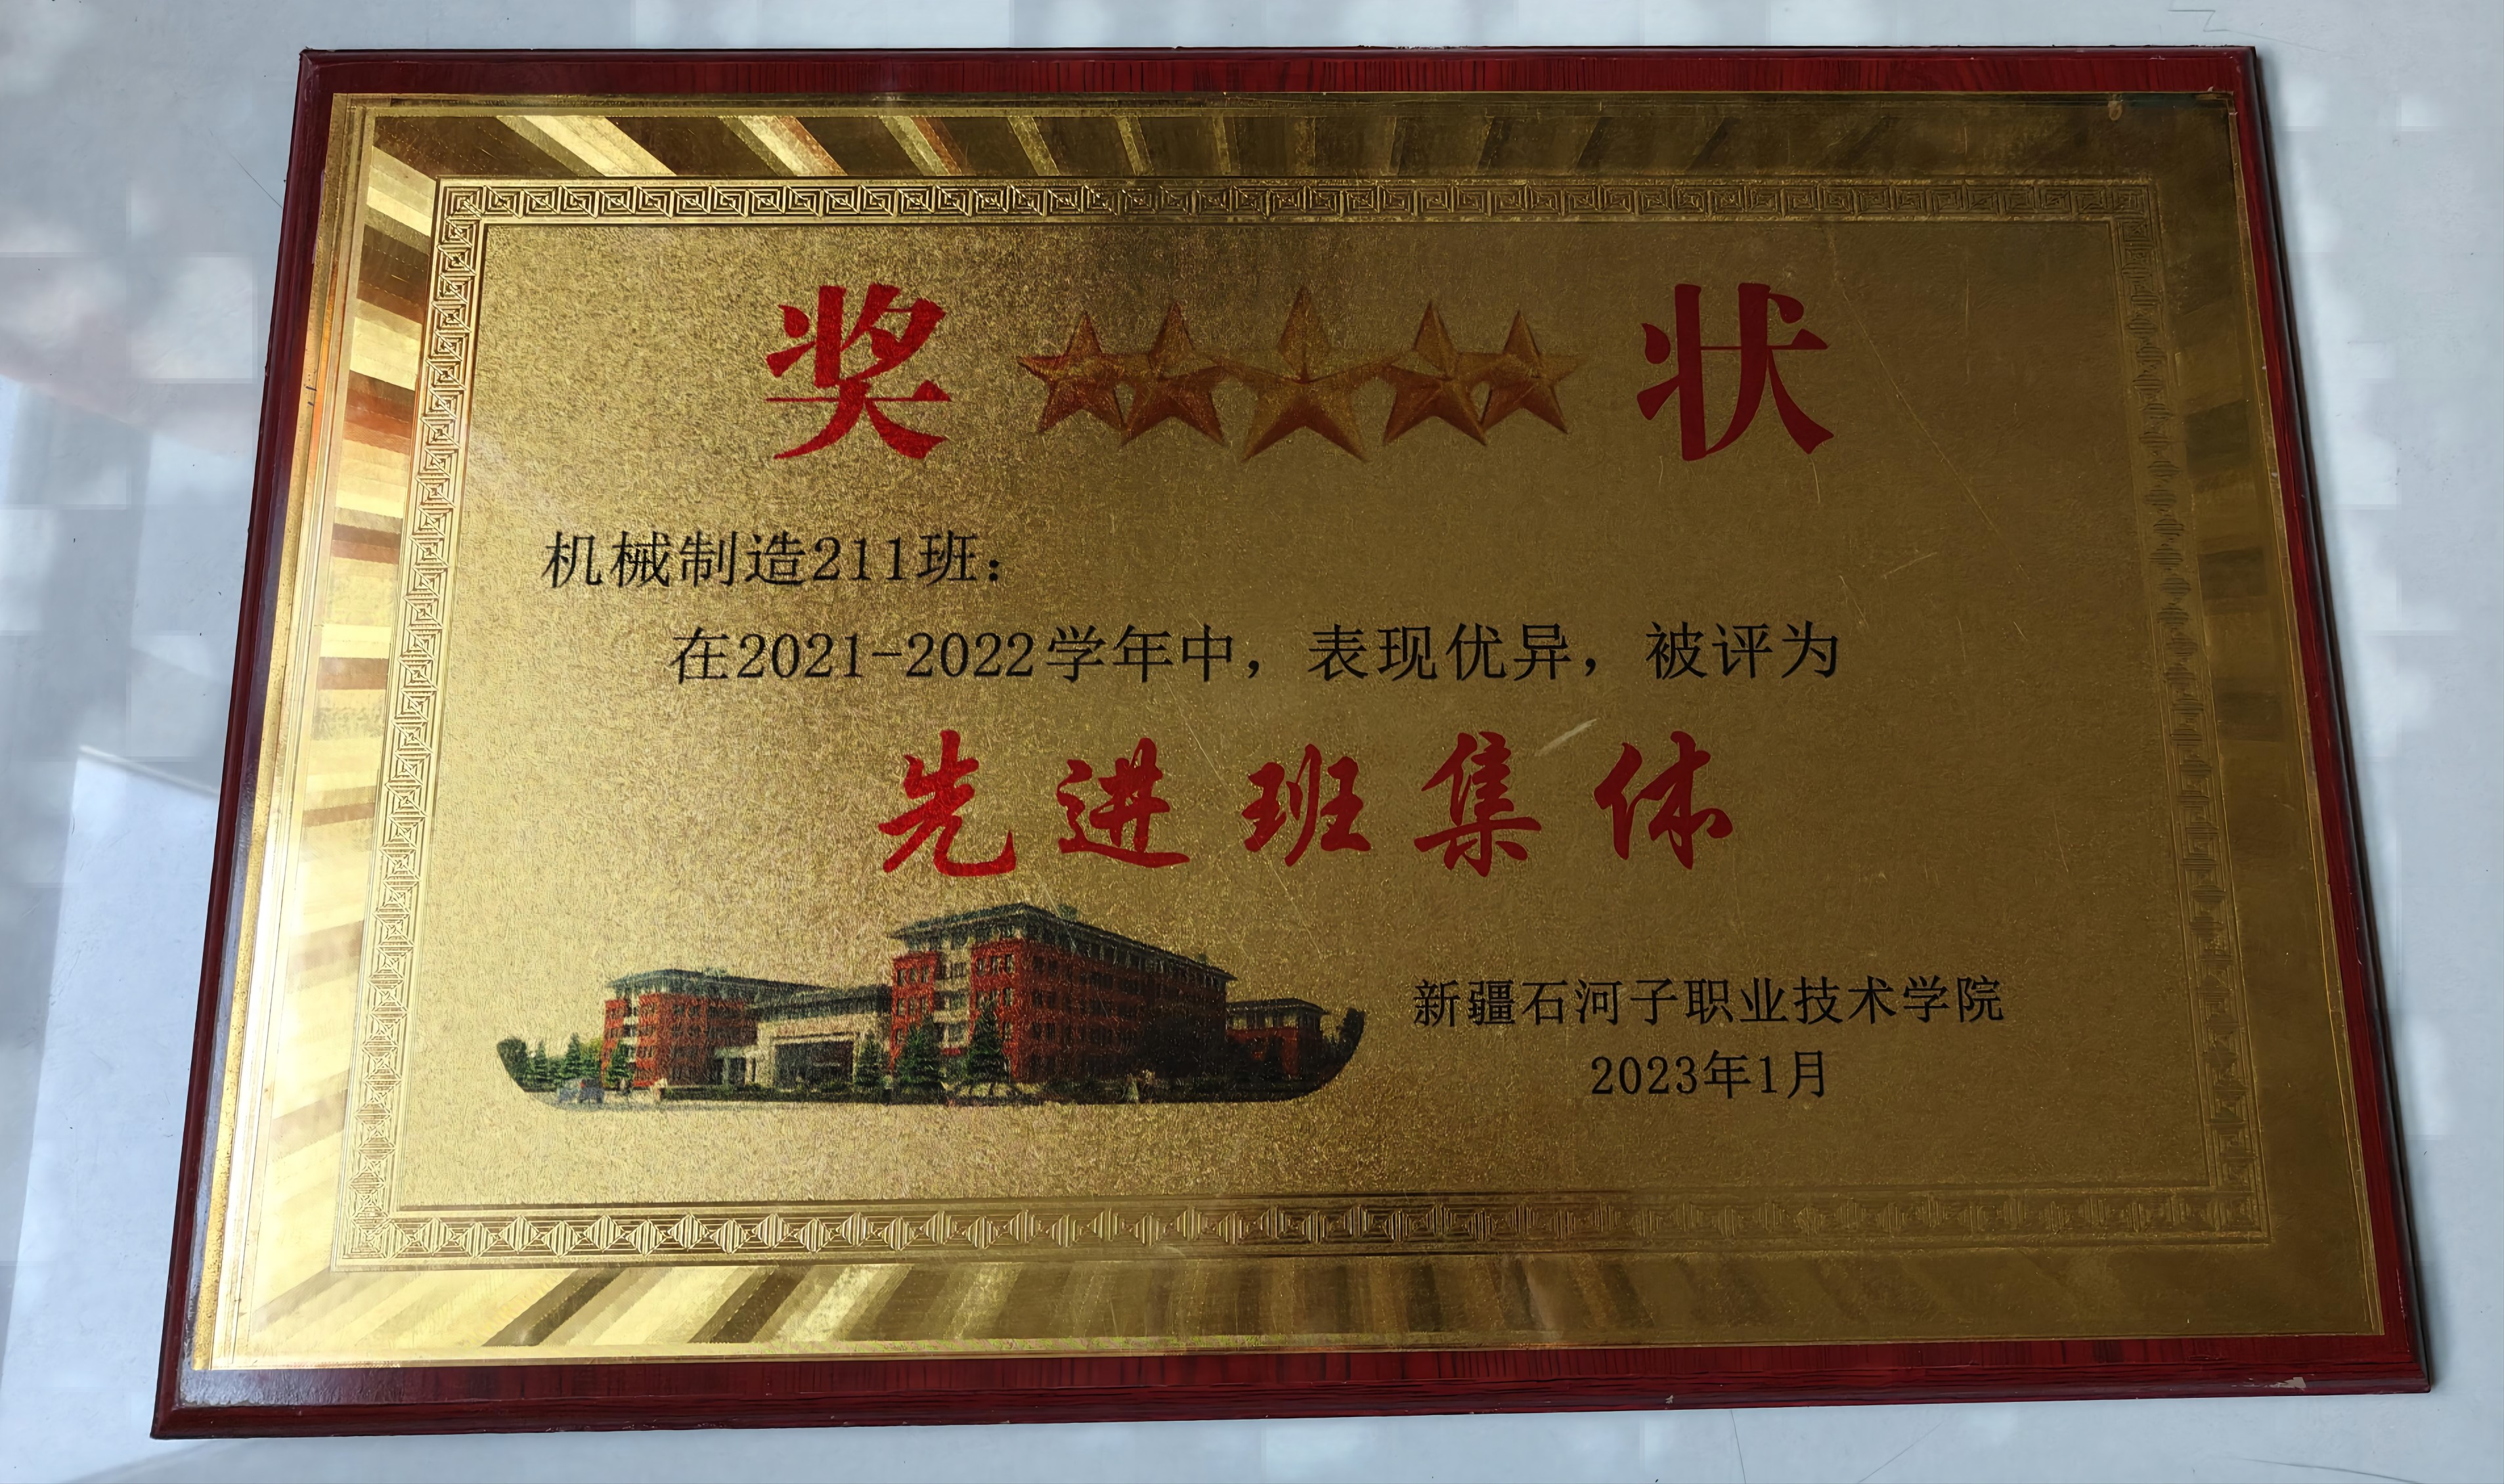 奖状
机械制造211班：
在2021-2022学年中，表现优异，被评为
先进班集体
新疆石河子职业技术学院
2023年1月